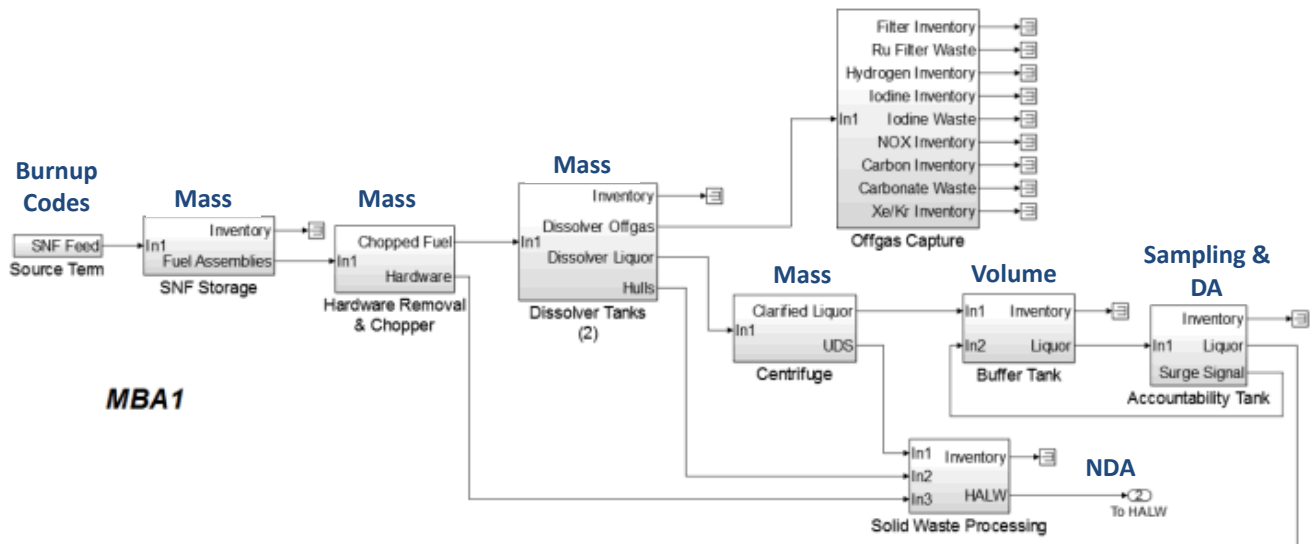 Burnup
Codes
SNF Feed
Source Term
Mass
In1
Inventory
Fuel Assemblies
SNF Storage
Mass
In1
Chopped Fuel
Hardware
Hardware Removal
& Chopper
Mass
In1
Inventory
Dissolver Offgas
Dissolver Liquor
Hulls
Dissolver Tanks
(2)
In1
Filter Inventory
Ru Filter Waste
Hydrogen Inventory
Iodine Inventory
Iodine Waste
NOX Inventory
Carbon Inventory
Carbonate Waste
Xe/Kr Inventory
Offgas Capture
Mass
In1
Clarified Liquor
UDS
Centrifuge
Volume
In1
In2
Inventory
Liquor
Buffer Tank
Sampling &
DA
In1
Inventory
Liquor
Surge Signal
Accountability Tank
MBA1
In1
In2
In3
Inventory
HALW
Solid Waste Processing
NDA
2
To HALW